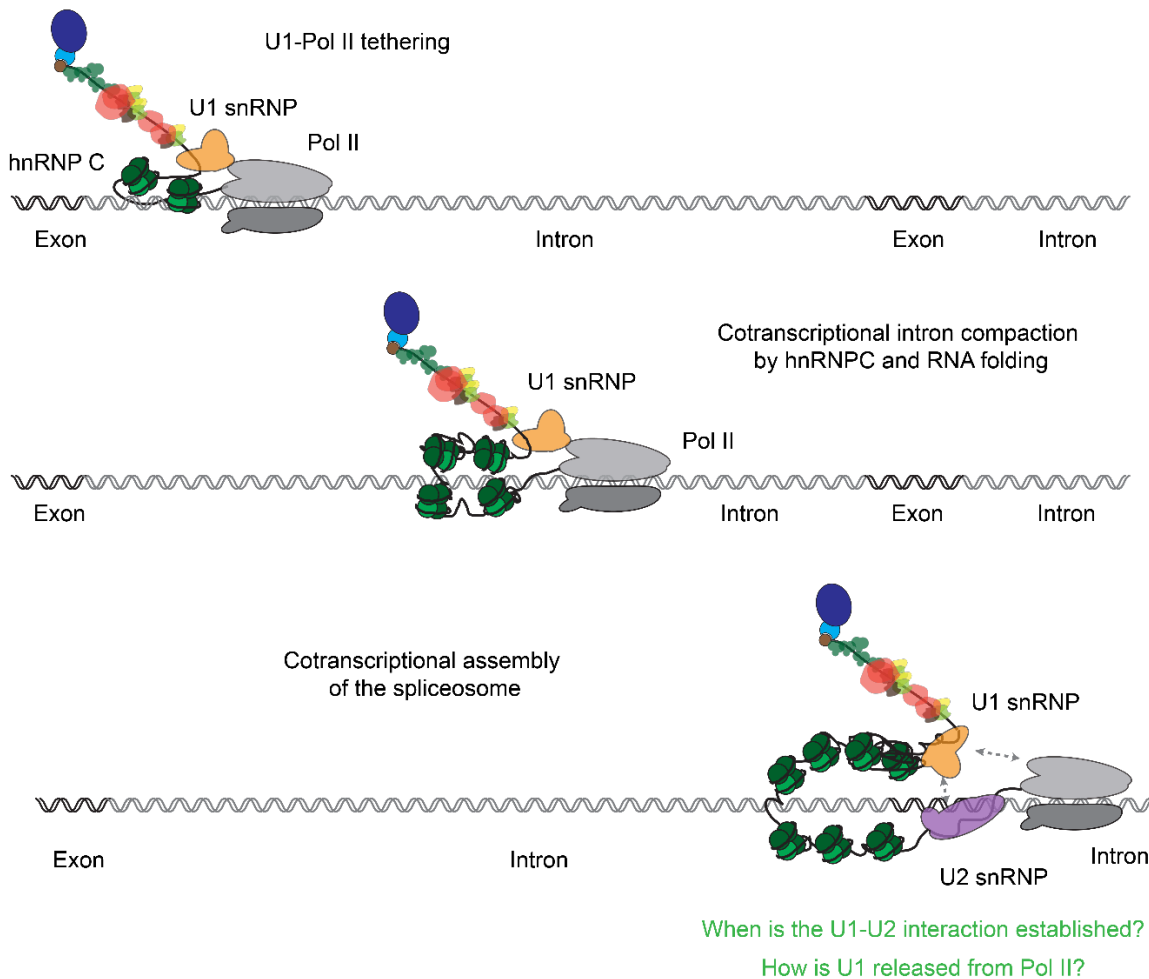 U1-Pol II tethering
U1 snRNP
Pol II
hnRNP C
Exon
Intron
Exon
Intron
Cotranscriptional intron compaction
by hnRNPC and RNA folding
U1 snRNP
Pol II
Exon
Intron
Exon
Intron
Cotranscriptional assembly
of the spliceosome
U1 snRNP
Exon
Intron
Intron
U2 snRNP
When is the U1-U2 interaction established?
How is U1 released from Pol II?